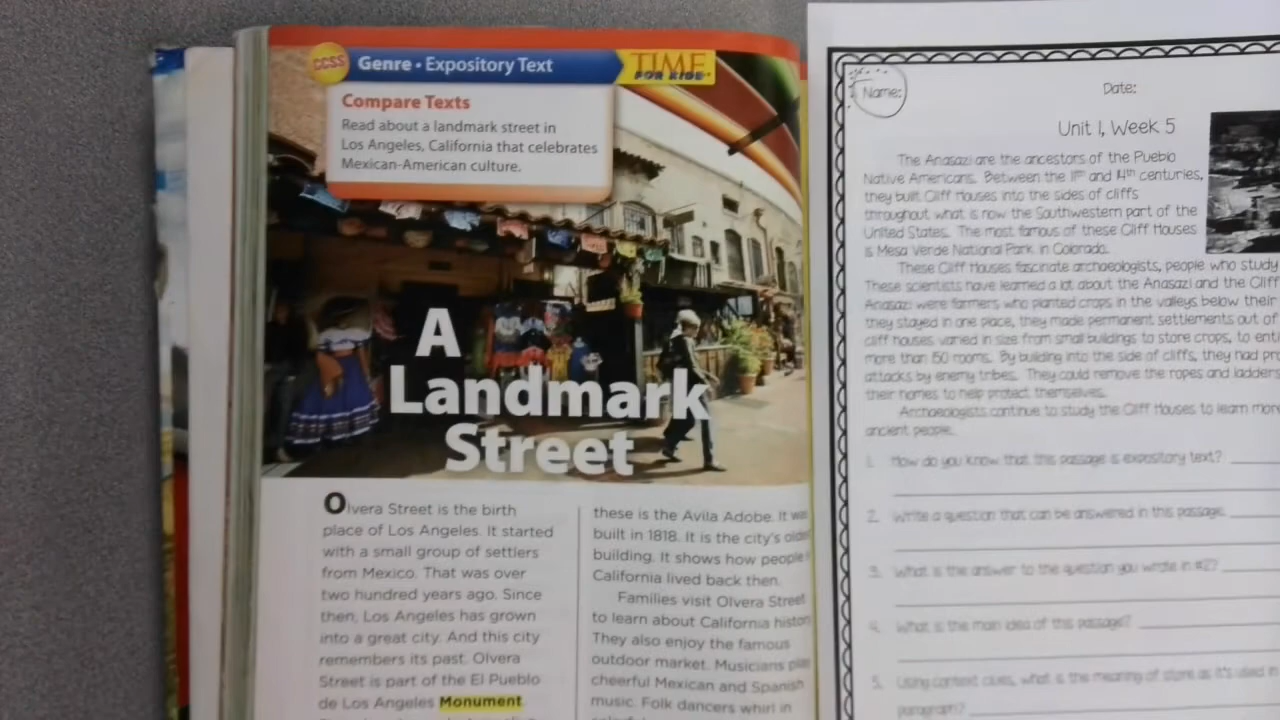 CCSS
Genre • Expository Text
TIME
FOR KIDS
Compare Texts
Read about a landmark street in
Los Angeles, California that celebrates
Mexican-American culture.
A
Landmark
Street
Olvera Street is the birth
place of Los Angeles. It started
with a small group of settlers
from Mexico. That was over
two hundred years ago. Since
then, Los Angeles has grown
into a great city. And this city
remembers its past. Olvera
Street is part of the El Pueblo
de Los Angeles Monument.
these is the Avila Adobe. It was
built in 1818. It is the city's oldest
building. It shows how people
California lived back then.
Families visit Olvera Street
to learn about California
They also enjoy the famous
outdoor market. Musicians
cheerful Mexican and Spanish
music. Folk dancers whirl in
Name:
Date:
Unit 1, Week 5
The Anasazi are the ancestors of the Pueblo
Native Americans. Between the 11th and 14th centuries,
they built Cliff Houses into the sides of cliffs
throughout what is now the Southwestern part of the
United States. The most famous of these Cliff Houses
is Mesa Verde National Park in Colorado.
These Cliff Houses fascinate archaeologists, people who study
These scientists have learned a lot about the Anasazi and the Cliff
Anasazi were farmers who planted crops in the valleys below their
they stayed in one place, they made permanent settlements out of
cliff houses varied in size from small buildings to store crops, to
more than 150 rooms. By building into the side of cliffs, they had
attacks by enemy tribes. They could remove the ropes and ladders
their homes to help protect themselves.
Archaeologists continue to study the Cliff Houses to learn more
ancient people.
1. How do you know that this passage is expository text?
2. Write a question that can be answered in this passage.
3. What is the answer to the question you wrote in #2?
4. What is the main idea of this passage?
5. Using context clues, what is the meaning of store as it's used in
paragraph?